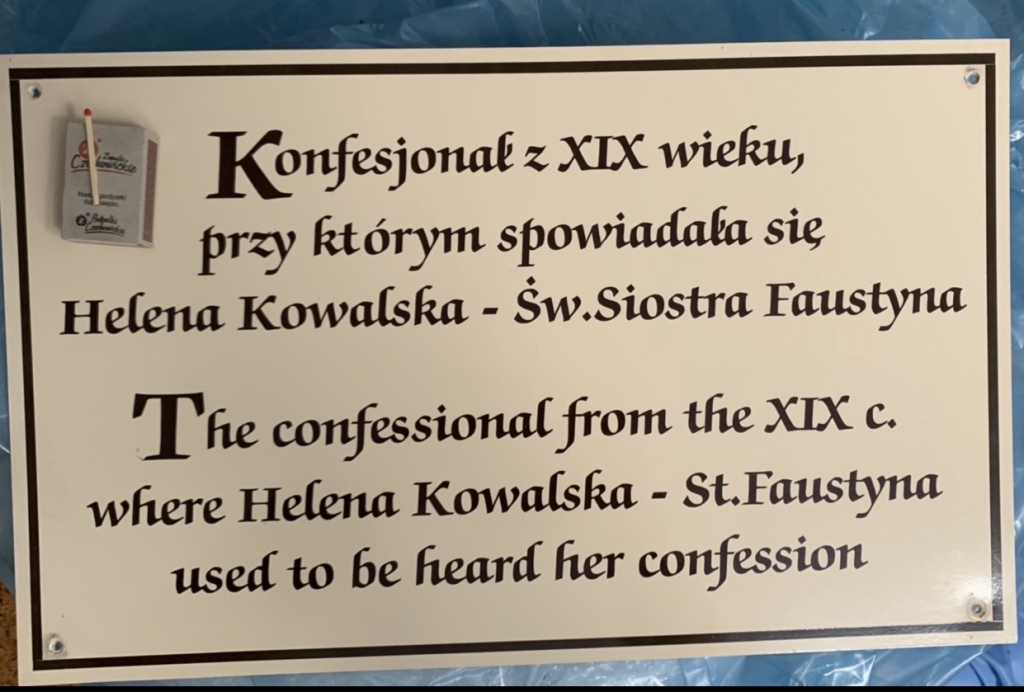 Konfesjonał z XIX wieku,
przy którym spowiadała się
Helena Kowalska - Św.Siostra Faustyna
The confessional from the XIX c.
where Helena Kowalska - St.Faustyna
used to be heard her confession